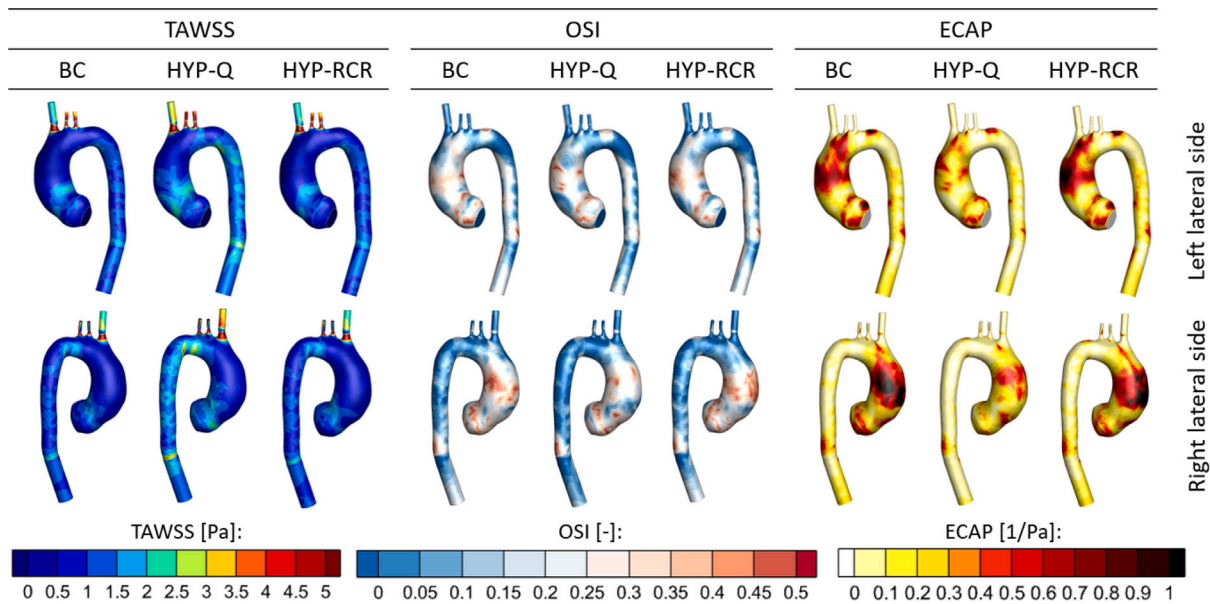 TAWSS OSI ECAP
BC HYP-Q HYP-RCR BC HYP-Q HYP-RCR BC HYP-Q HYP-RCR
Left lateral side
Right lateral side
TAWSS [Pa]: OSI [-]: ECAP [1/Pa]:
0 0.5 1 1.5 2 2.5 3 3.5 4 4.5 5 0 0.05 0.1 0.15 0.2 0.25 0.3 0.35 0.4 0.45 0.5 0 0.1 0.2 0.3 0.4 0.5 0.6 0.7 0.8 0.9 1